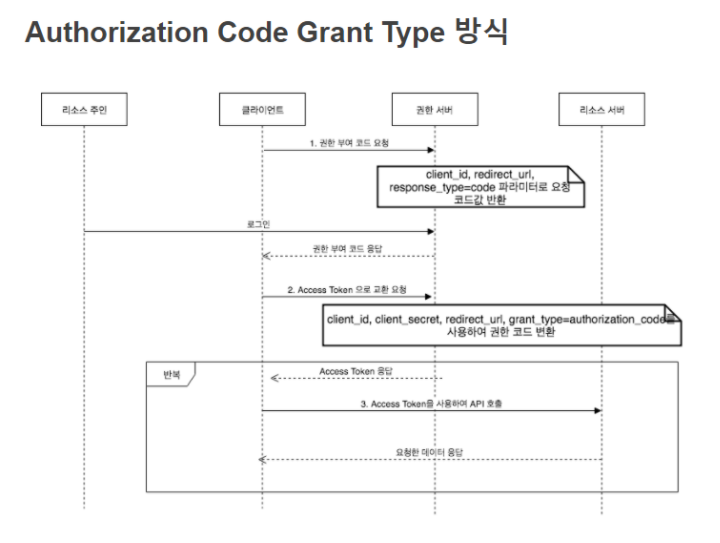 Authorization Code Grant Type 방식
리소스 주인
클라이언트
권한 서버
리소스 서버
1. 권한 부여 코드 요청
client_id, redirect_url,
response_type=code 파라미터로 요청
코드값 반환
로그인
권한 부여 코드 응답
2. Access Token 으로 교환 요청
client_id, client_secret, redirect_url, grant_type=authorization_code를
사용하여 권한 코드 변환
반복
Access Token 응답
3. Access Token을 사용하여 API 호출
요청한 데이터 응답